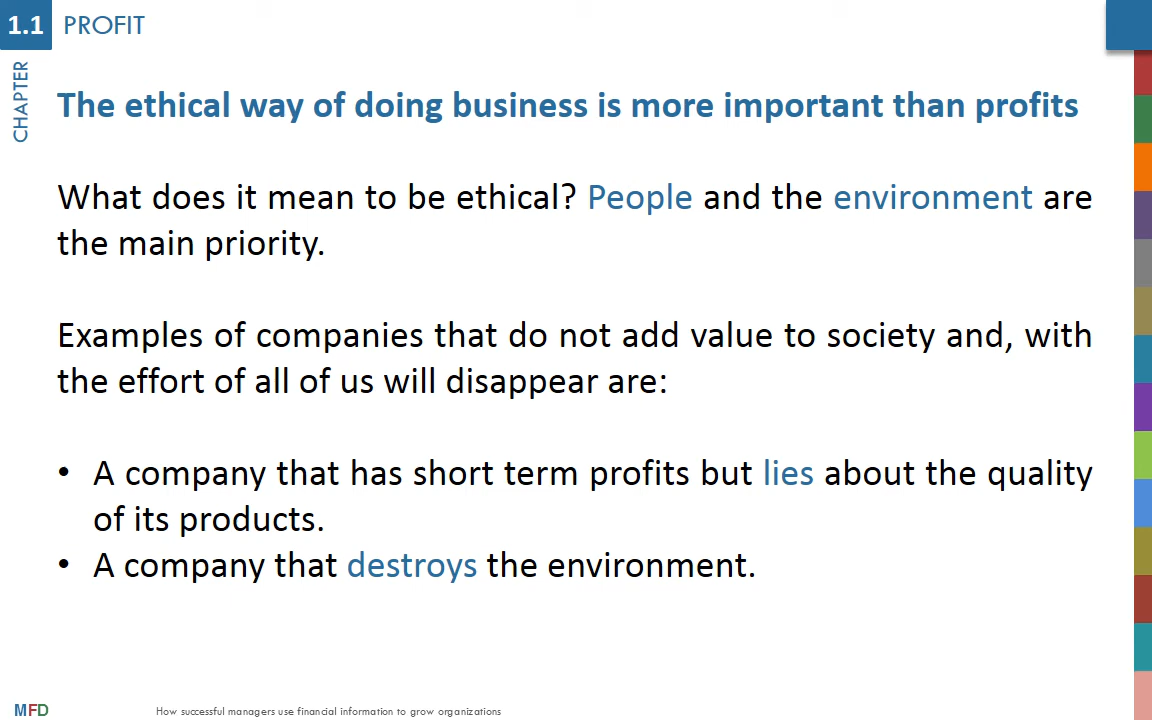 1.1 PROFIT
CHAPTER
The ethical way of doing business is more important than profits
What does it mean to be ethical? People and the environment are
the main priority.
Examples of companies that do not add value to society and, with
the effort of all of us will disappear are:
• A company that has short term profits but lies about the quality
of its products.
• A company that destroys the environment.
MFD How successful managers use financial information to grow organizations